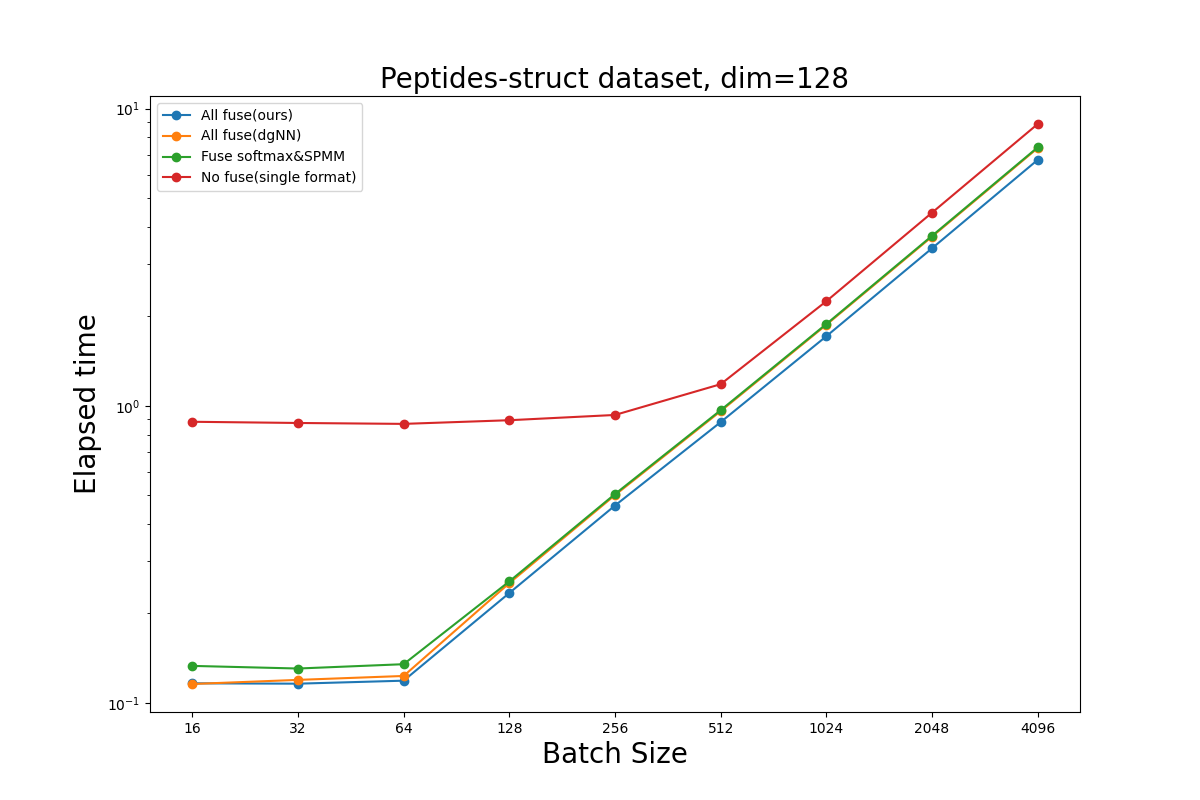 Peptides-struct dataset, dim=128
All fuse(ours)
All fuse(dgNN)
Fuse softmax&SPMM
No fuse(single format)
Elapsed time
10¹
10⁰
10⁻¹
16 32 64 128 256 512 1024 2048 4096
Batch Size